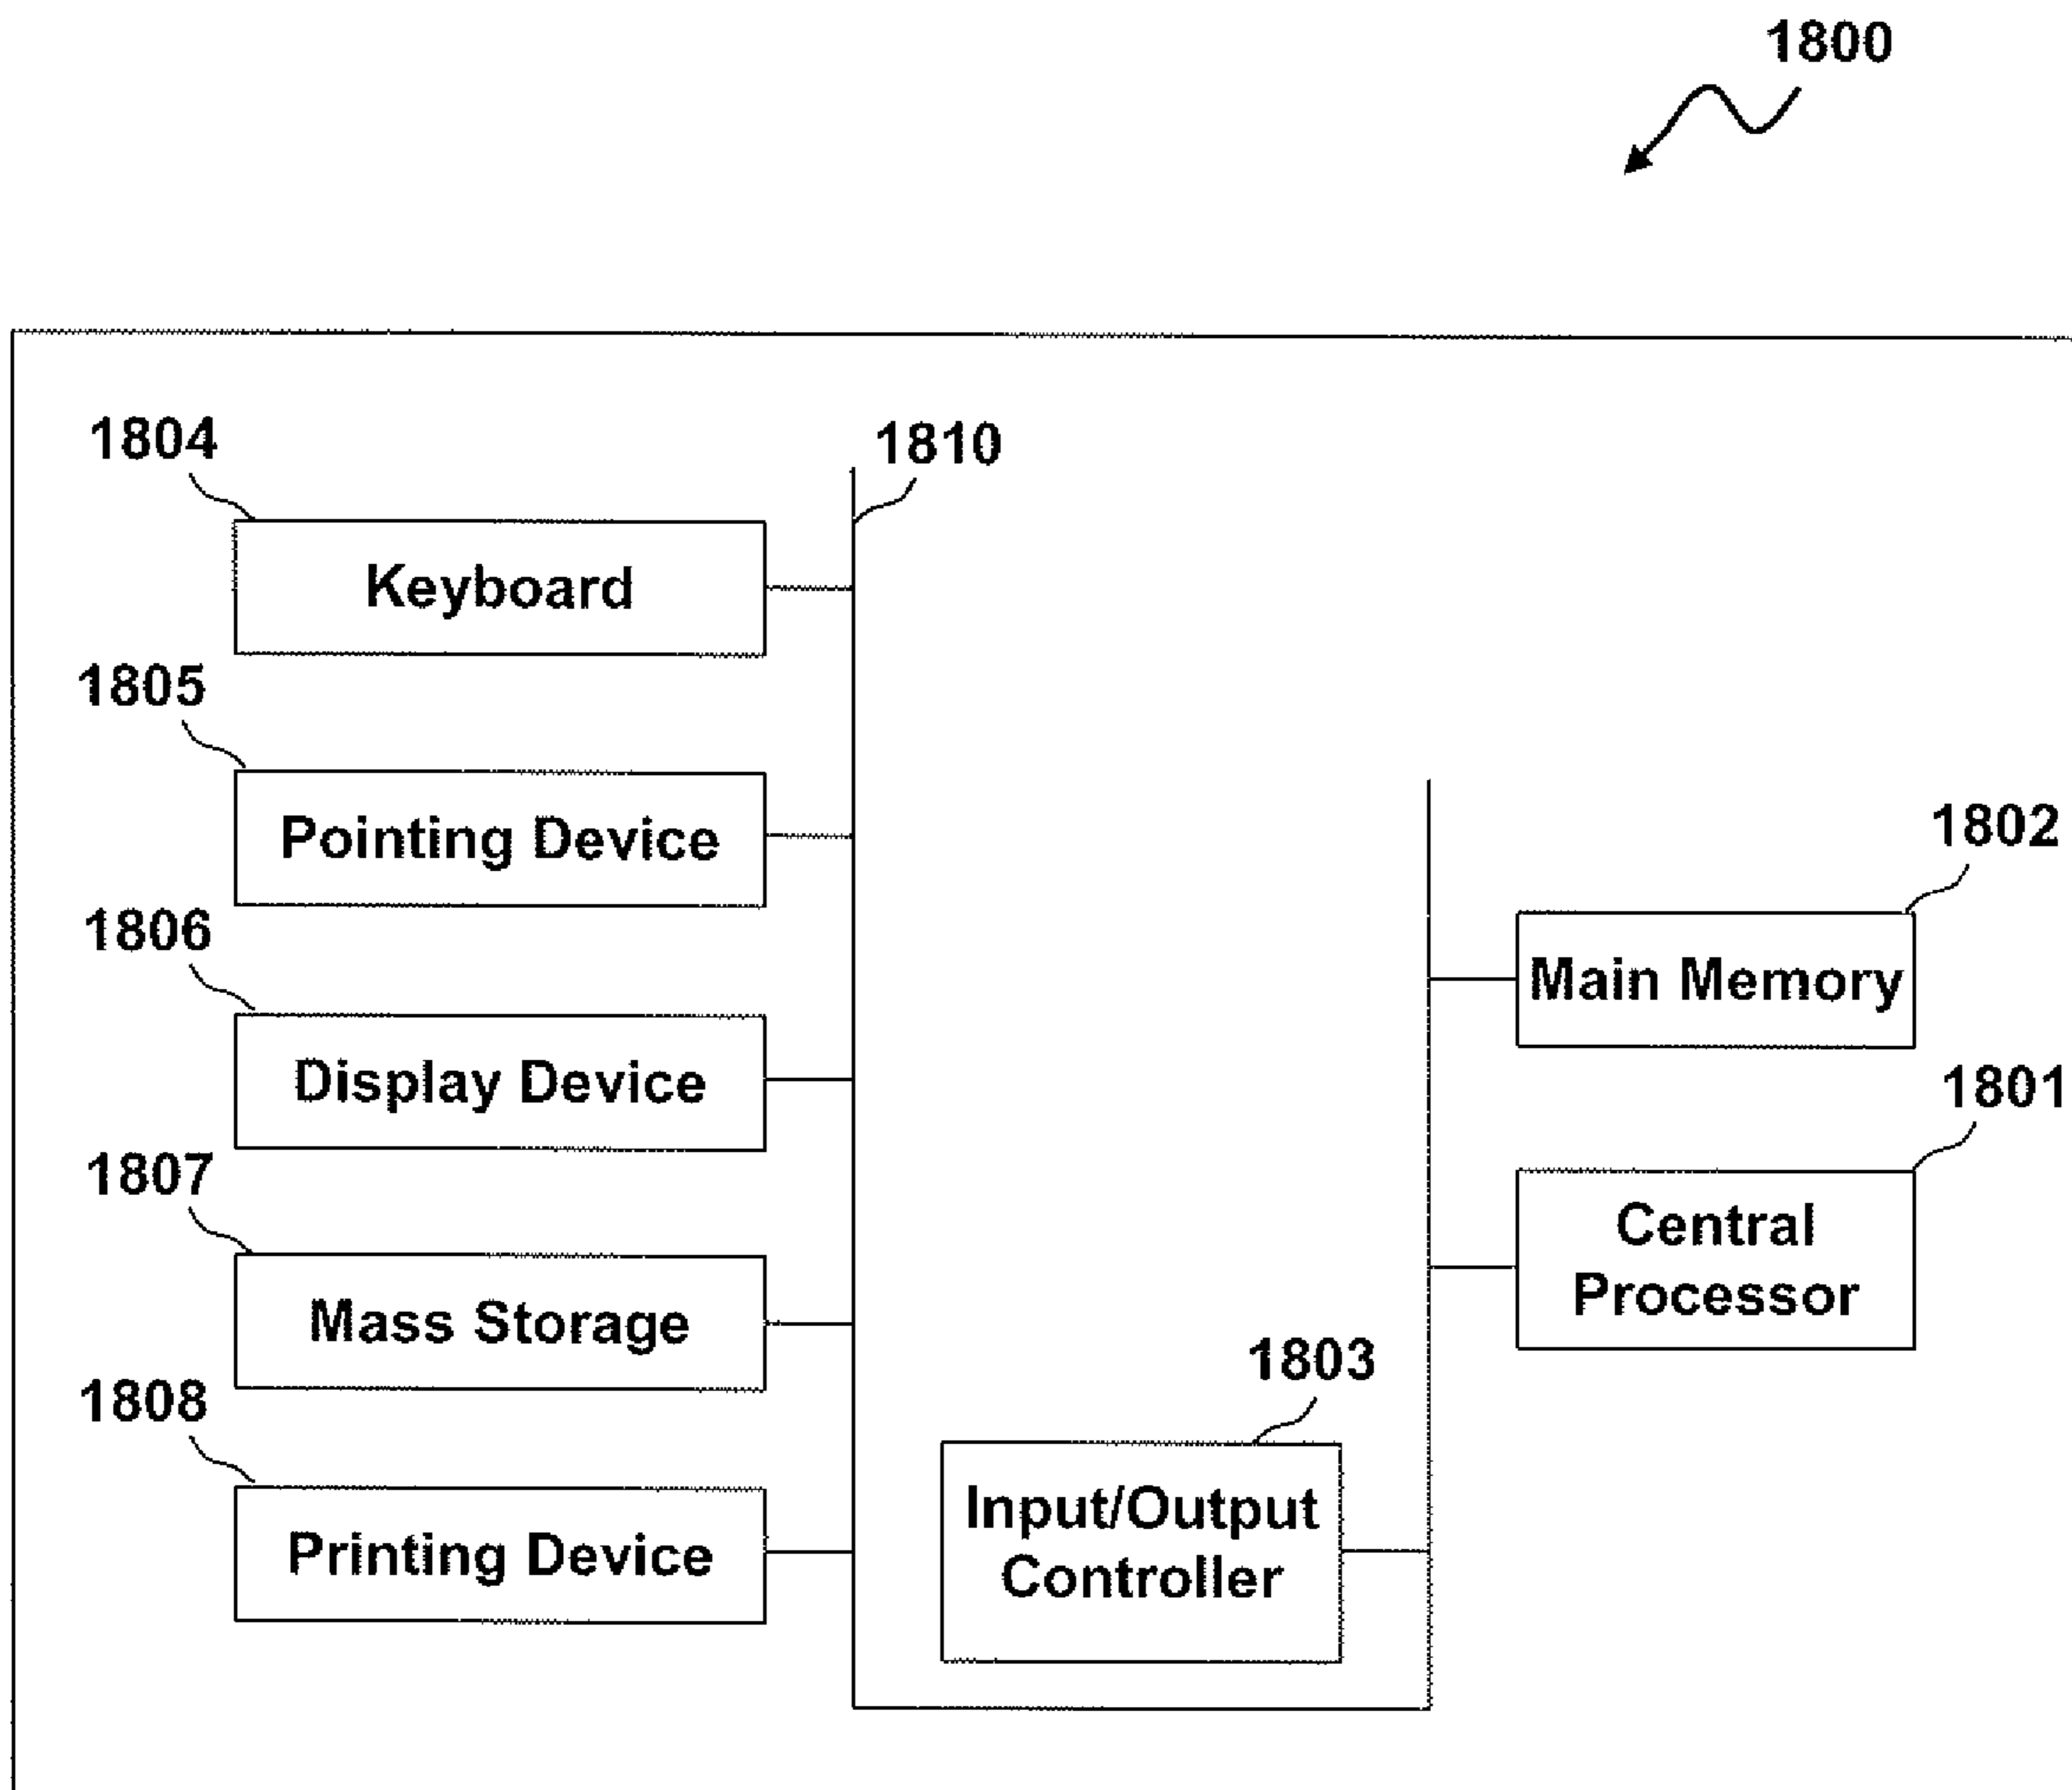 1800
1804
1810
Keyboard
1805
Pointing Device
1802
1806
Main Memory
Display Device
1801
1807
Central
Processor
Mass Storage
1803
1808
Input/Output
Controller
Printing Device